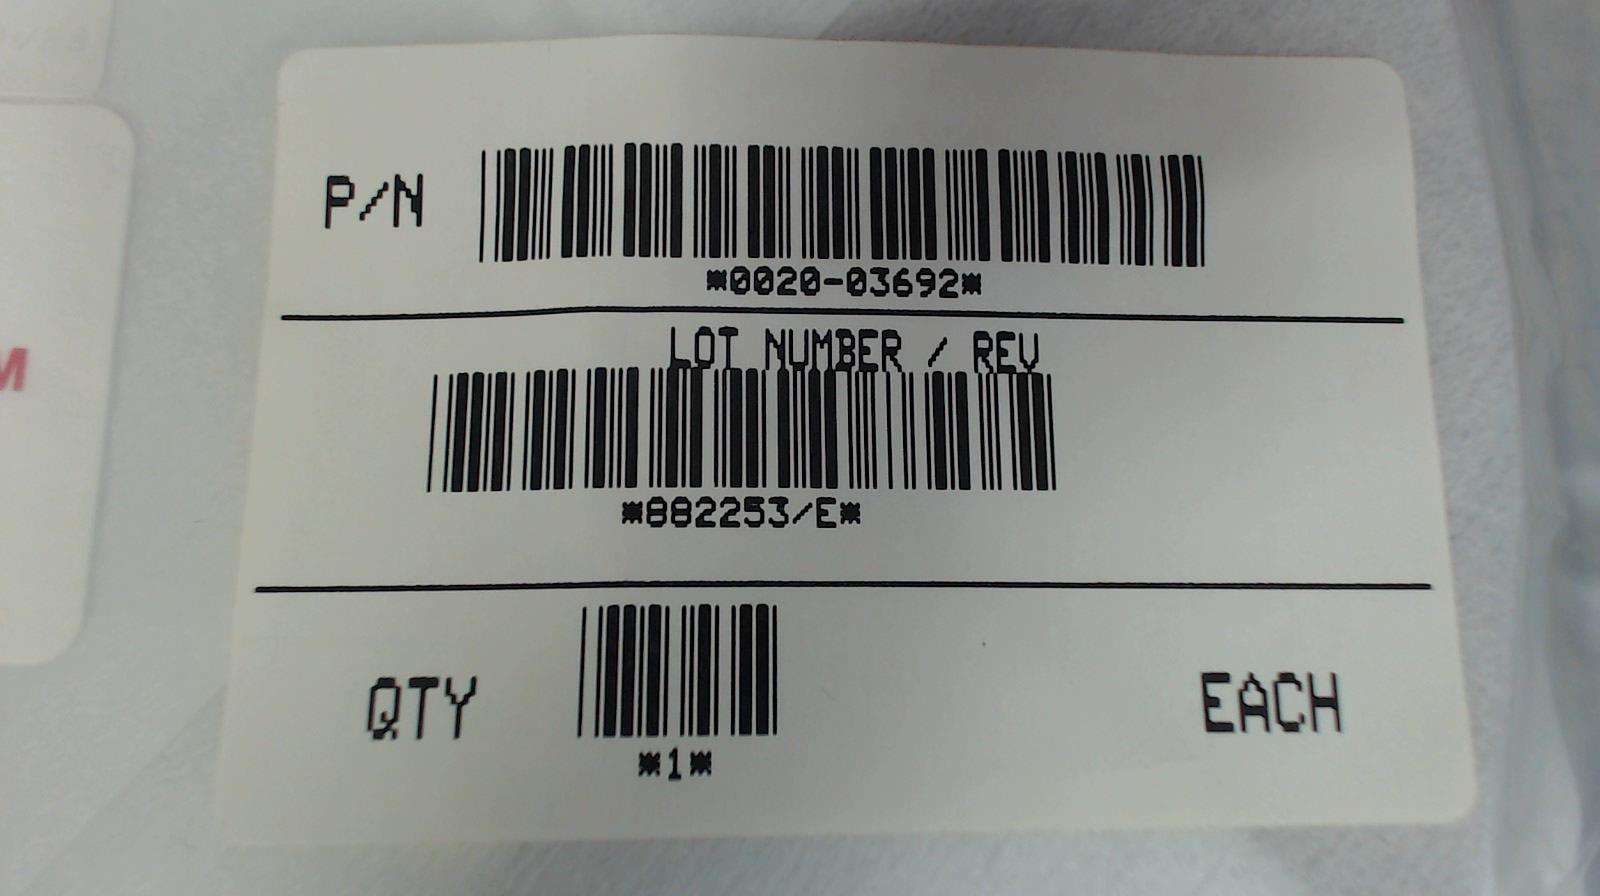 P/N
*0020-03692*
LOT NUMBER / REV
*882253/E*
QTY
*1*
EACH
M